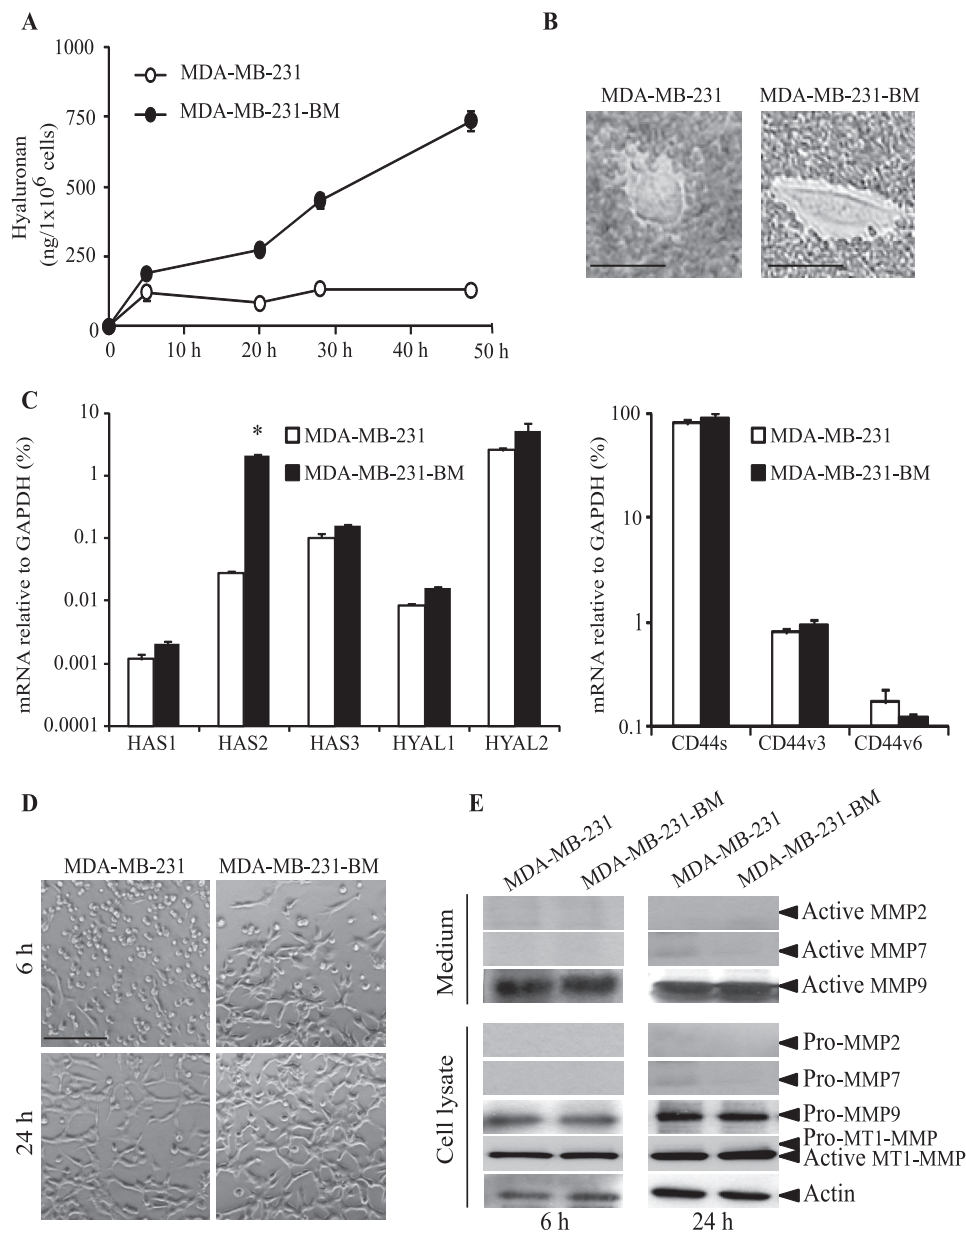 A
1000
750
500
250
0
Hyaluronan
(ng/1x10⁶ cells)
MDA-MB-231
MDA-MB-231-BM
0 10 h 20 h 30 h 40 h 50 h
B
MDA-MB-231 MDA-MB-231-BM
C
mRNA relative to GAPDH (%)
10
1
0.1
0.01
0.001
0.0001
*
MDA-MB-231
MDA-MB-231-BM
HAS1 HAS2 HAS3 HYAL1 HYAL2
mRNA relative to GAPDH (%)
100
10
1
0.1
MDA-MB-231
MDA-MB-231-BM
CD44s CD44v3 CD44v6
D
MDA-MB-231 MDA-MB-231-BM
6 h
24 h
E
MDA-MB-231
MDA-MB-231-BM
MDA-MB-231
MDA-MB-231-BM
Medium
Active MMP2
Active MMP7
Active MMP9
Cell lysate
Pro-MMP2
Pro-MMP7
Pro-MMP9
Pro-MT1-MMP
Active MT1-MMP
Actin
6 h 24 h